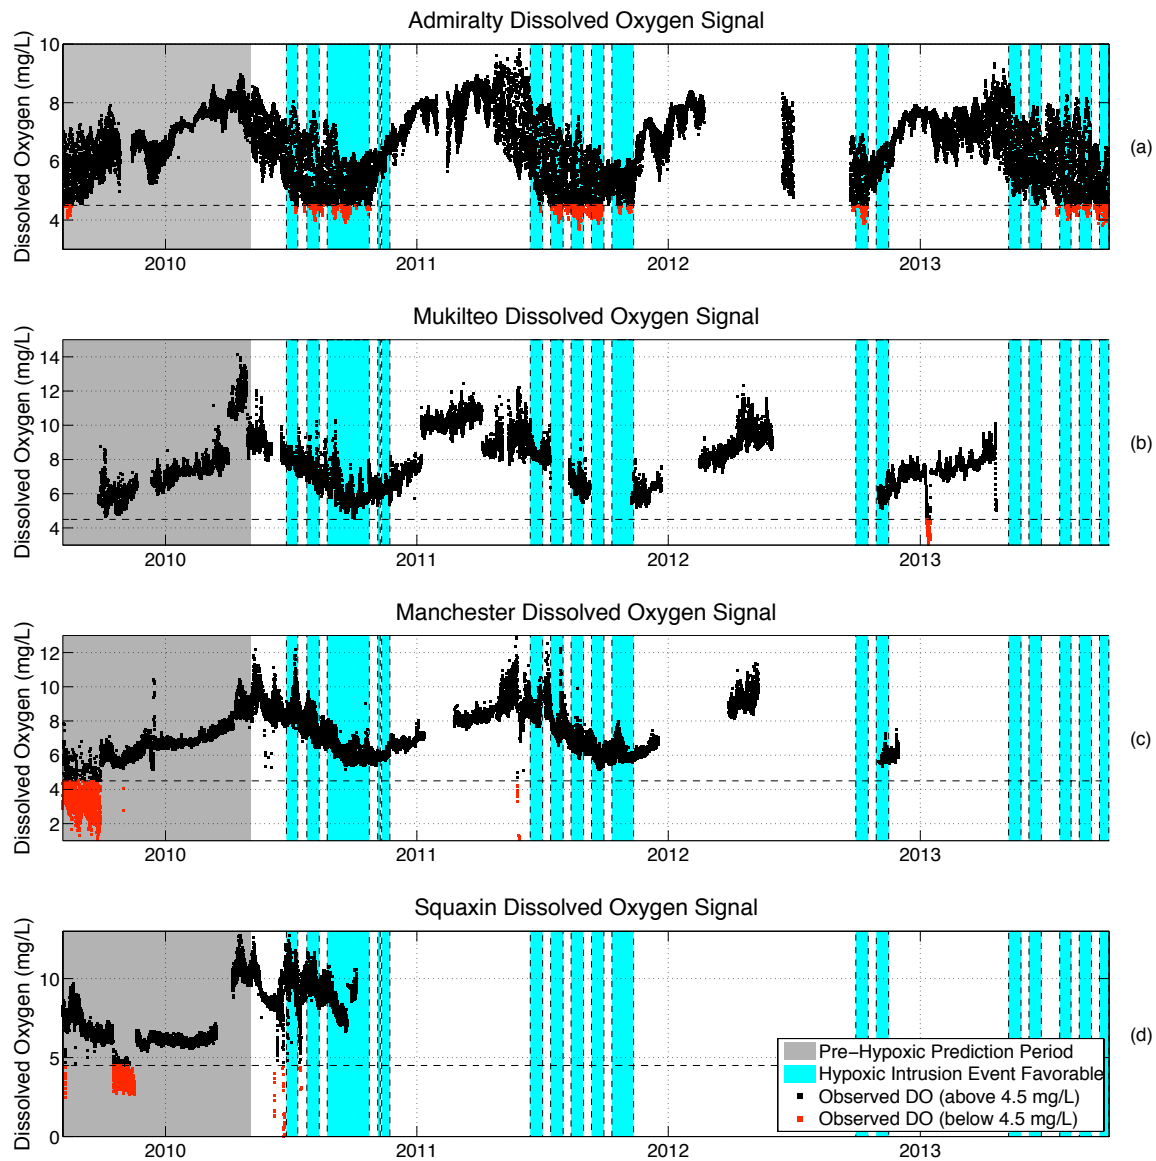 Admiralty Dissolved Oxygen Signal
Dissolved Oxygen (mg/L)
10
8
6
4
2010
2011
2012
2013
(a)
Mukilteo Dissolved Oxygen Signal
Dissolved Oxygen (mg/L)
14
12
10
8
6
4
2010
2011
2012
2013
(b)
Manchester Dissolved Oxygen Signal
Dissolved Oxygen (mg/L)
12
10
8
6
4
2
2010
2011
2012
2013
(c)
Squaxin Dissolved Oxygen Signal
Dissolved Oxygen (mg/L)
10
5
0
2010
2011
2012
2013
(d)
Pre−Hypoxic Prediction Period
Hypoxic Intrusion Event Favorable
Observed DO (above 4.5 mg/L)
Observed DO (below 4.5 mg/L)